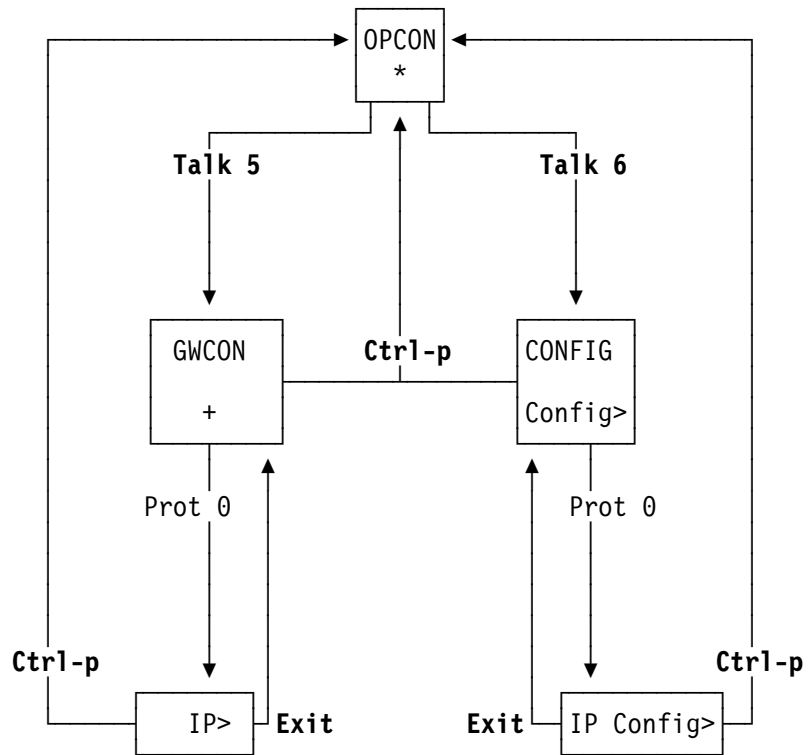 OPCON
*
Talk 5
Talk 6
GWCON
+
Ctrl-p
CONFIG
Config>
Prot 0
Prot 0
Ctrl-p
Ctrl-p
IP>
Exit
Exit
IP Config>